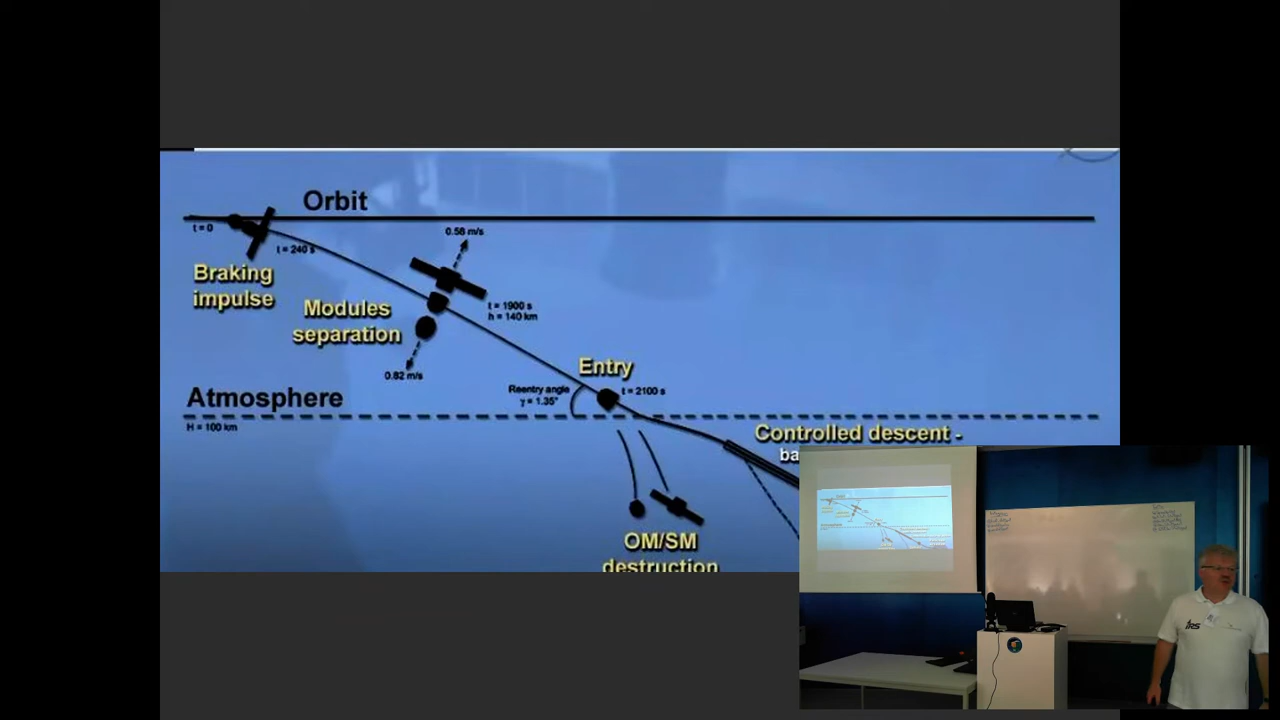 Orbit
t = 0
t = 240 s
0.58 m/s
Braking
impulse
Modules
separation
t = 1900 s
h = 140 km
0.82 m/s
Entry
t = 2100 s
Reentry angle
γ = 1.35°
Atmosphere
H = 100 km
Controlled descent -
OM/SM
destruction
IRS